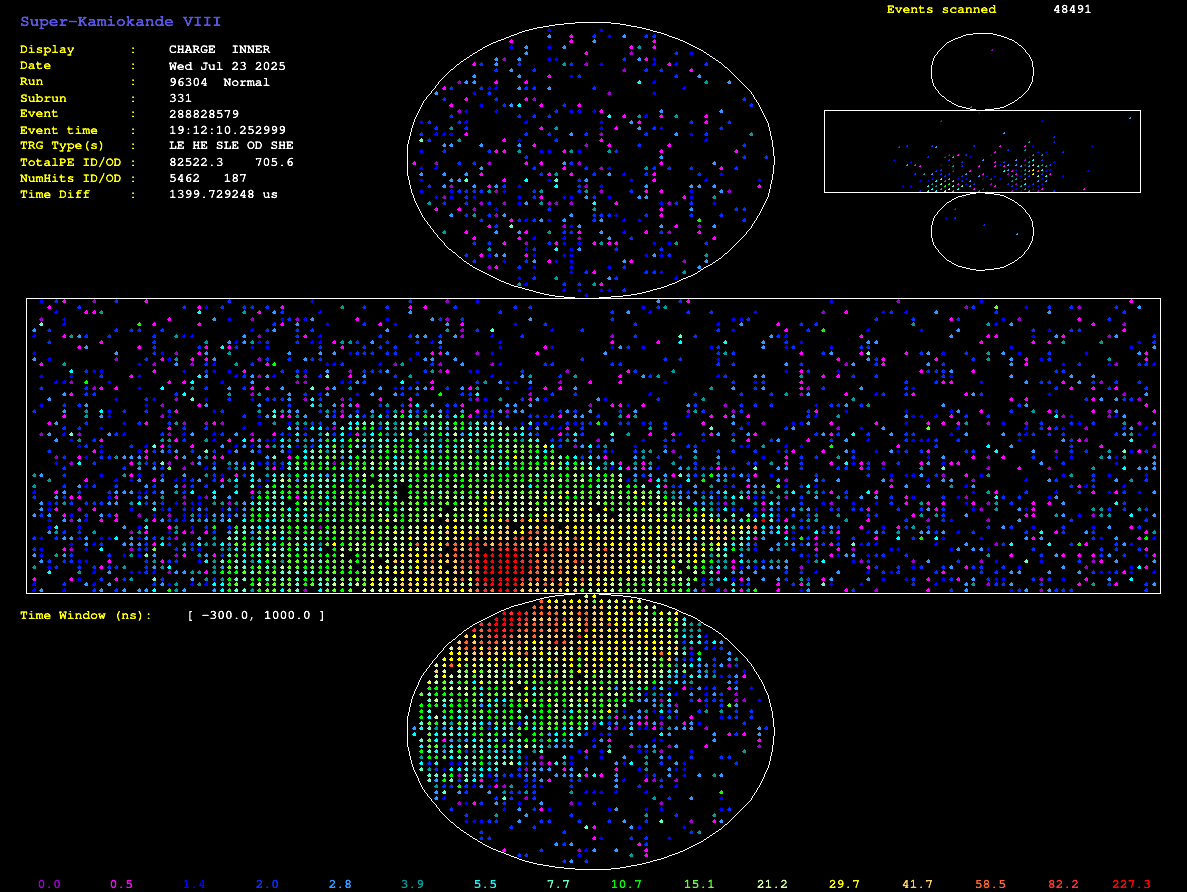 Super-Kamiokande VIII
Events scanned 48491
Display : CHARGE INNER
Date : Wed Jul 23 2025
Run : 96304 Normal
Subrun : 331
Event : 288828579
Event time : 19:12:10.252999
TRG Type(s) : LE HE SLE OD SHE
TotalPE ID/OD : 82522.3 705.6
NumHits ID/OD : 5462 187
Time Diff : 1399.729248 us
Time Window (ns): [ -300.0, 1000.0 ]
0.0 0.5 1.4 2.0 2.8 3.9 5.5 7.7 10.7 15.1 21.2 29.7 41.7 58.5 82.2 227.3